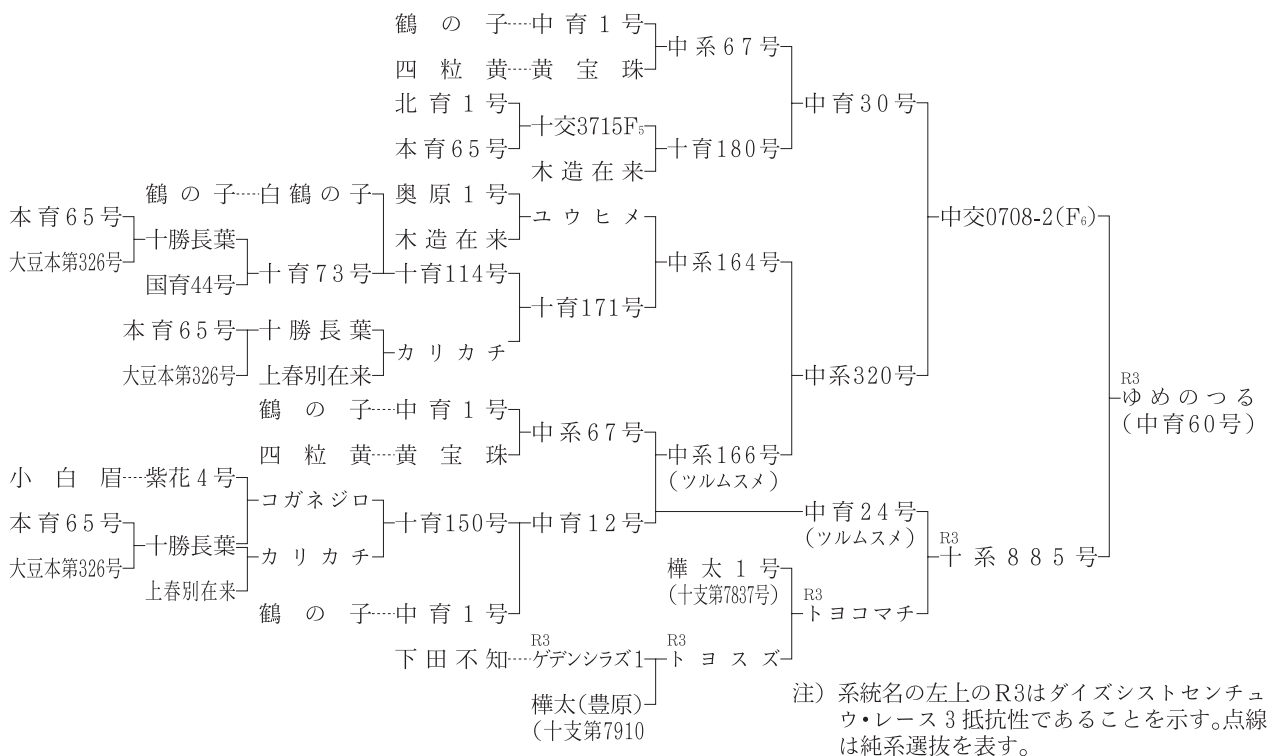 鶴の子 中育1号
中系67号
四粒黄 黄宝珠
中育30号
北育1号
十交3715F₅
本育65号 十育180号
木造在来
鶴の子 白鶴の子 奥原1号
本育65号 ユウヒメ 中交0708-2(F₆)
十勝長葉 木造在来
大豆本第326号 中系164号
国育44号 十育73号 十育114号
十育171号
本育65号 十勝長葉
カリカチ
大豆本第326号 上春別在来 中系320号
R3
ゆめのつる
(中育60号)
鶴の子 中育1号
中系67号
四粒黄 黄宝珠 中系166号
(ツルムスメ)
小白眉 紫花4号
コガネジロ
本育65号 十育150号 中育12号 中育24号
(ツルムスメ)
十勝長葉 カリカチ
大豆本第326号
R3
十系885号
上春別在来
樺太1号
(十支第7837号)
鶴の子 中育1号
R3
トヨコマチ
下田不知
R3
ゲデンシラズ1
R3
トヨスズ
樺太(豊原)
(十支第7910
注) 系統名の左上のR3はダイズシストセンチュ
ウ・レース3抵抗性であることを示す。点線
は純系選抜を表す。